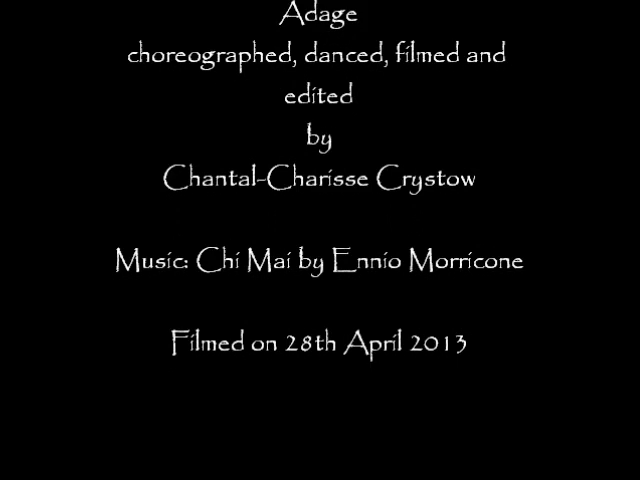 Adage
choreographed, danced, filmed and
edited
by
Chantal-Charisse Crystow
Music: Chi Mai by Ennio Morricone
Filmed on 28th April 2013